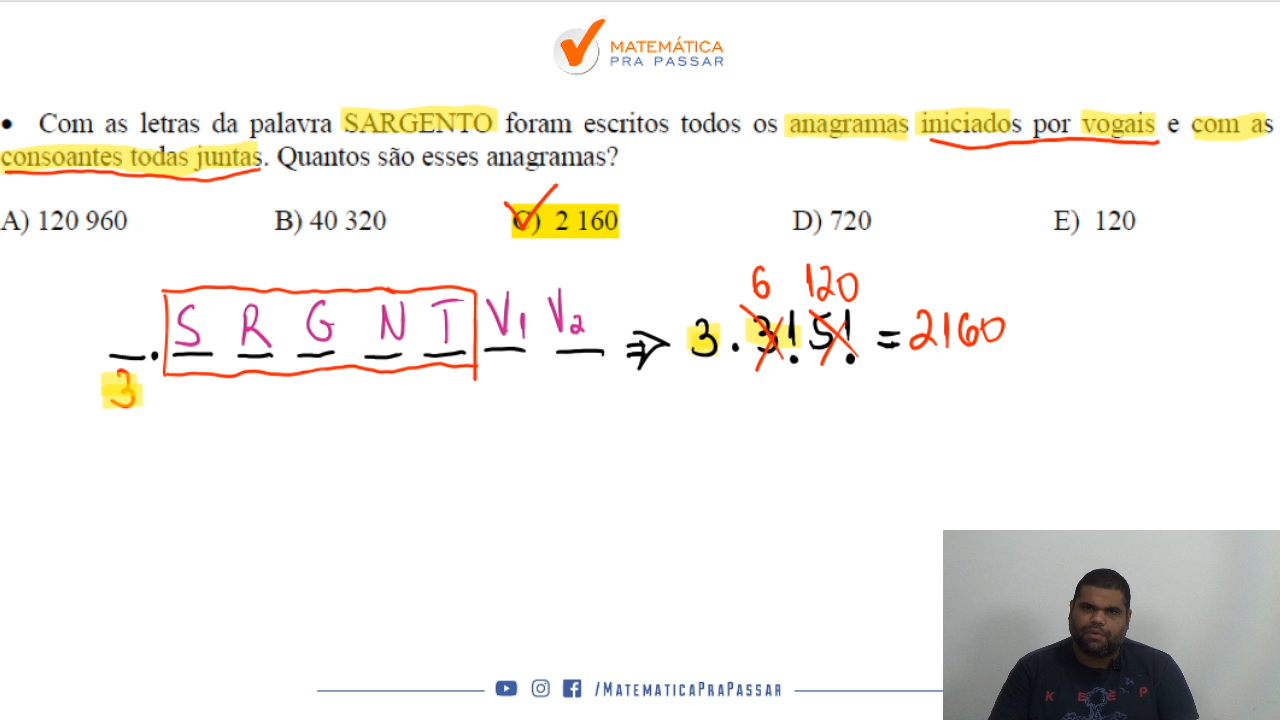 MATEMÁTICA
PRA PASSAR
• Com as letras da palavra SARGENTO foram escritos todos os anagramas iniciados por vogais e com as
consoantes todas juntas. Quantos são esses anagramas?
A) 120 960 B) 40 320 C) 2 160 D) 720 E) 120
6 120
_ . S R G N T V1 V2 ⇒ 3 . 3! 5! = 2160
3
KEEP
/MATEMATICAPRAPASSAR